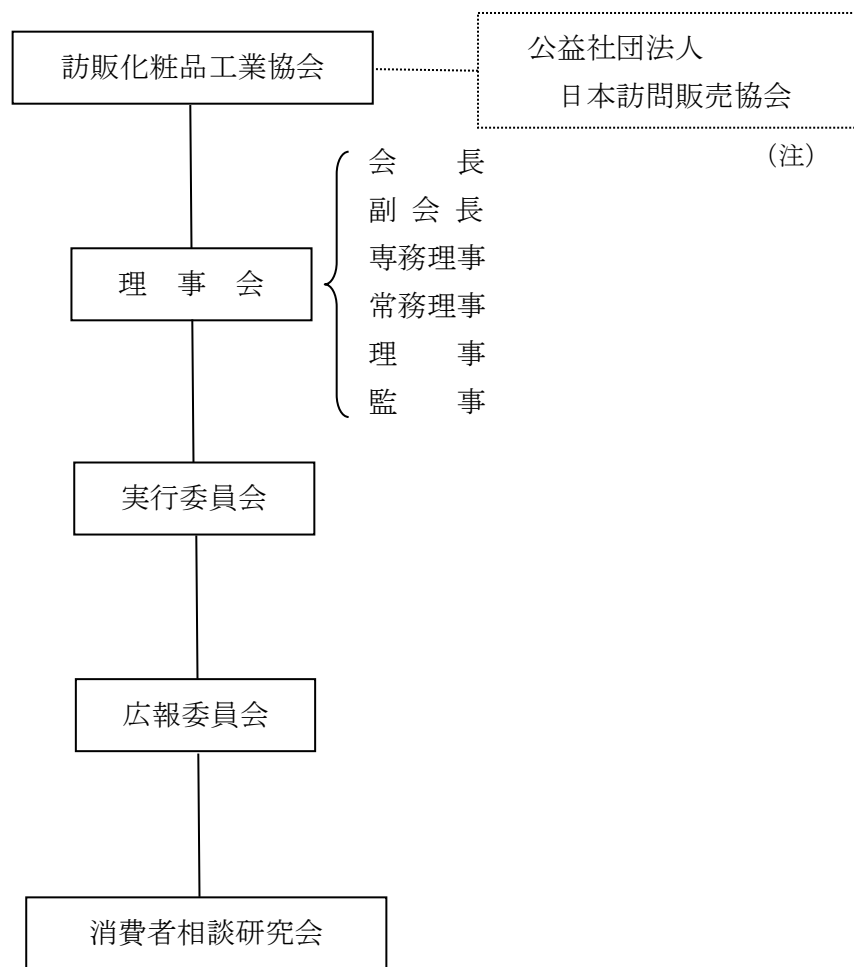 訪販化粧品工業協会
公益社団法人
日本訪問販売協会
（注）
会　　長
副 会 長
専務理事
常務理事
理　　事
監　　事
理　事　会
実行委員会
広報委員会
消費者相談研究会